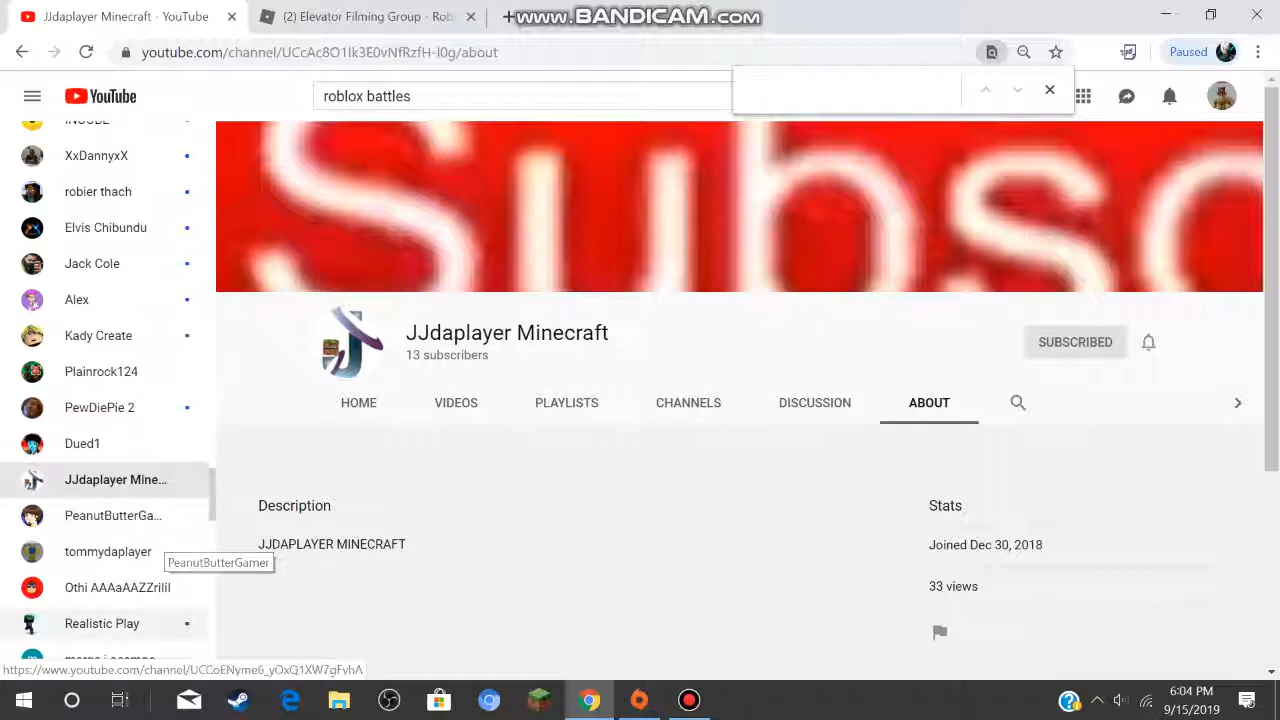 JJdaplayer Minecraft - YouTube
(2) Elevator Filming Group - Rob
www.BANDICAM.com
youtube.com/channel/UCcAc8O1lk3E0vNfRzfH-l0g/about
Paused
YouTube
roblox battles
XxDannyxX
robier thach
Elvis Chibundu
Jack Cole
Alex
Kady Create
Plainrock124
PewDiePie 2
Dued1
JJdaplayer Mine...
PeanutButterGa...
tommydaplayer
PeanutButterGamer
Othi AAAaAAZZrilil
Realistic Play
Subsc
JJdaplayer Minecraft
13 subscribers
SUBSCRIBED
HOME VIDEOS PLAYLISTS CHANNELS DISCUSSION ABOUT
Description
JJDAPLAYER MINECRAFT
Stats
Joined Dec 30, 2018
33 views
https://www.youtube.com/channel/UCCoENyme6_yOxQ1XW7gFvhA
6:04 PM
9/15/2019